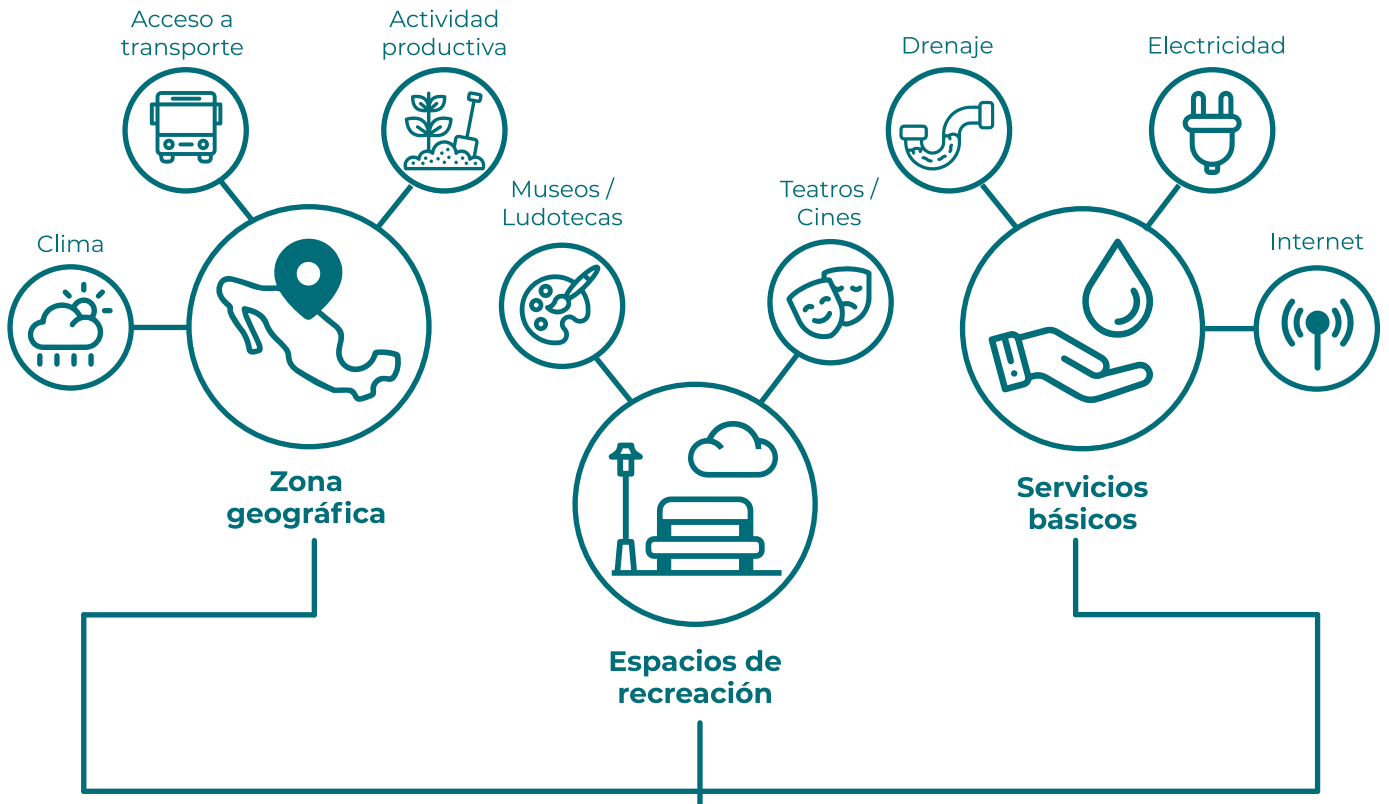 Acceso a
transporte
Actividad
productiva
Clima
Zona
geográfica
Museos /
Ludotecas
Teatros /
Cines
Espacios de
recreación
Drenaje
Electricidad
Internet
Servicios
básicos